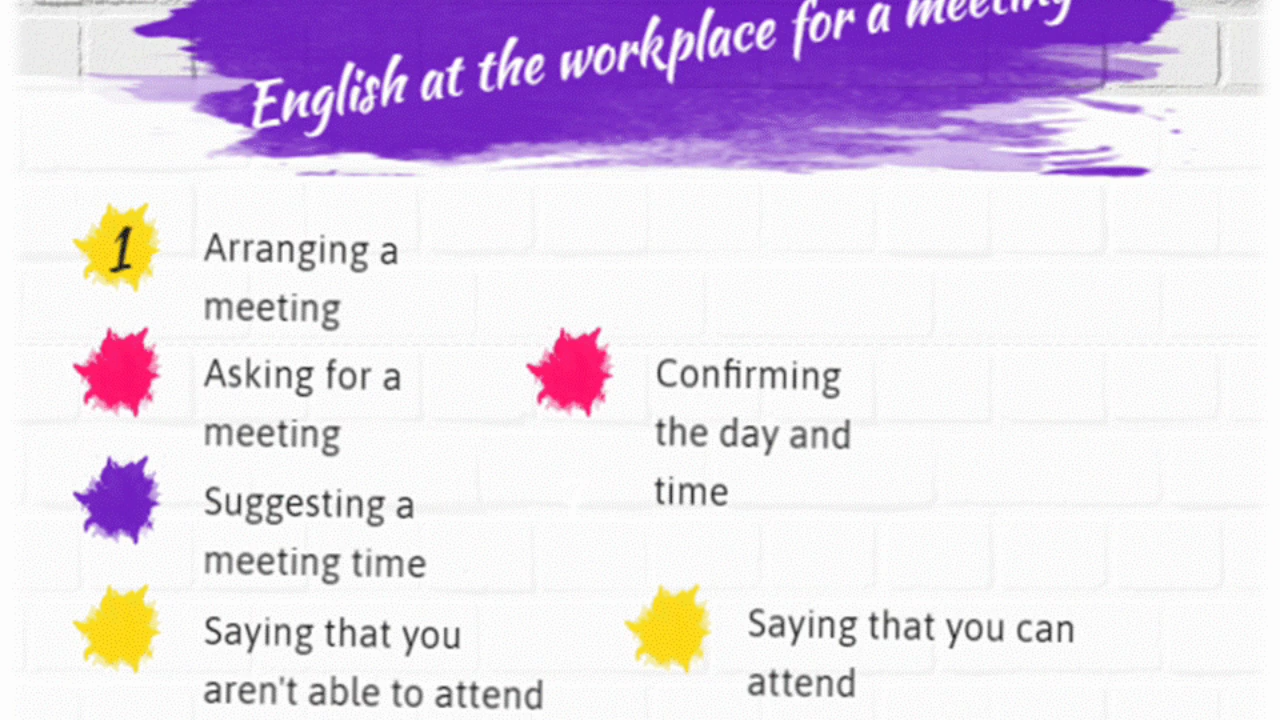 English at the workplace for a meeting
1
Arranging a
meeting
Asking for a
meeting
Confirming
the day and
time
Suggesting a
meeting time
Saying that you
aren't able to attend
Saying that you can
attend